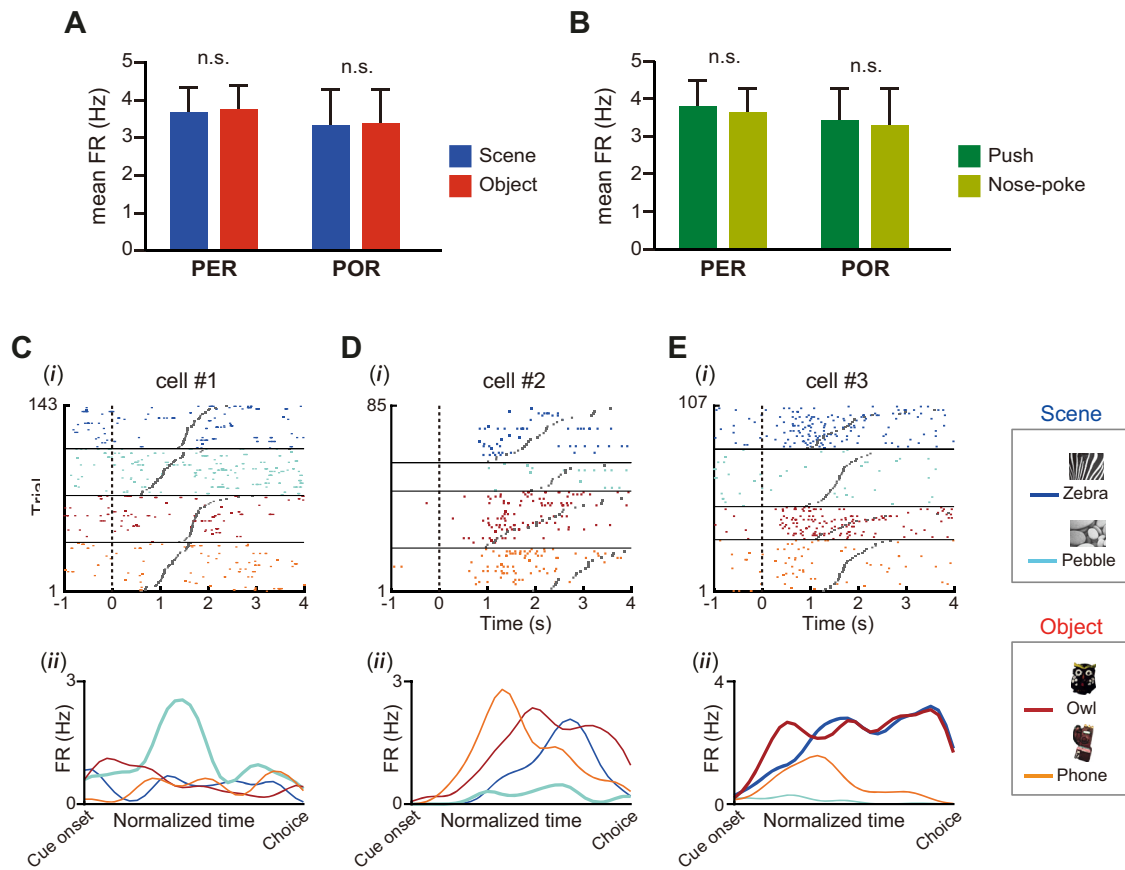 A
n.s.
n.s.
mean FR (Hz)
5
4
3
2
1
0
PER
POR
Scene
Object
B
n.s.
n.s.
mean FR (Hz)
5
4
3
2
1
0
PER
POR
Push
Nose-poke
C
(i)
cell #1
143
Trial
1
-1 0 1 2 3 4
(ii)
3
FR (Hz)
0
Cue onset
Normalized time
Choice
D
(i)
cell #2
85
1
-1 0 1 2 3 4
Time (s)
(ii)
3
FR (Hz)
0
Cue onset
Normalized time
Choice
E
(i)
cell #3
107
1
-1 0 1 2 3 4
Time (s)
(ii)
4
FR (Hz)
0
Cue onset
Normalized time
Choice
Scene
Zebra
Pebble
Object
Owl
Phone